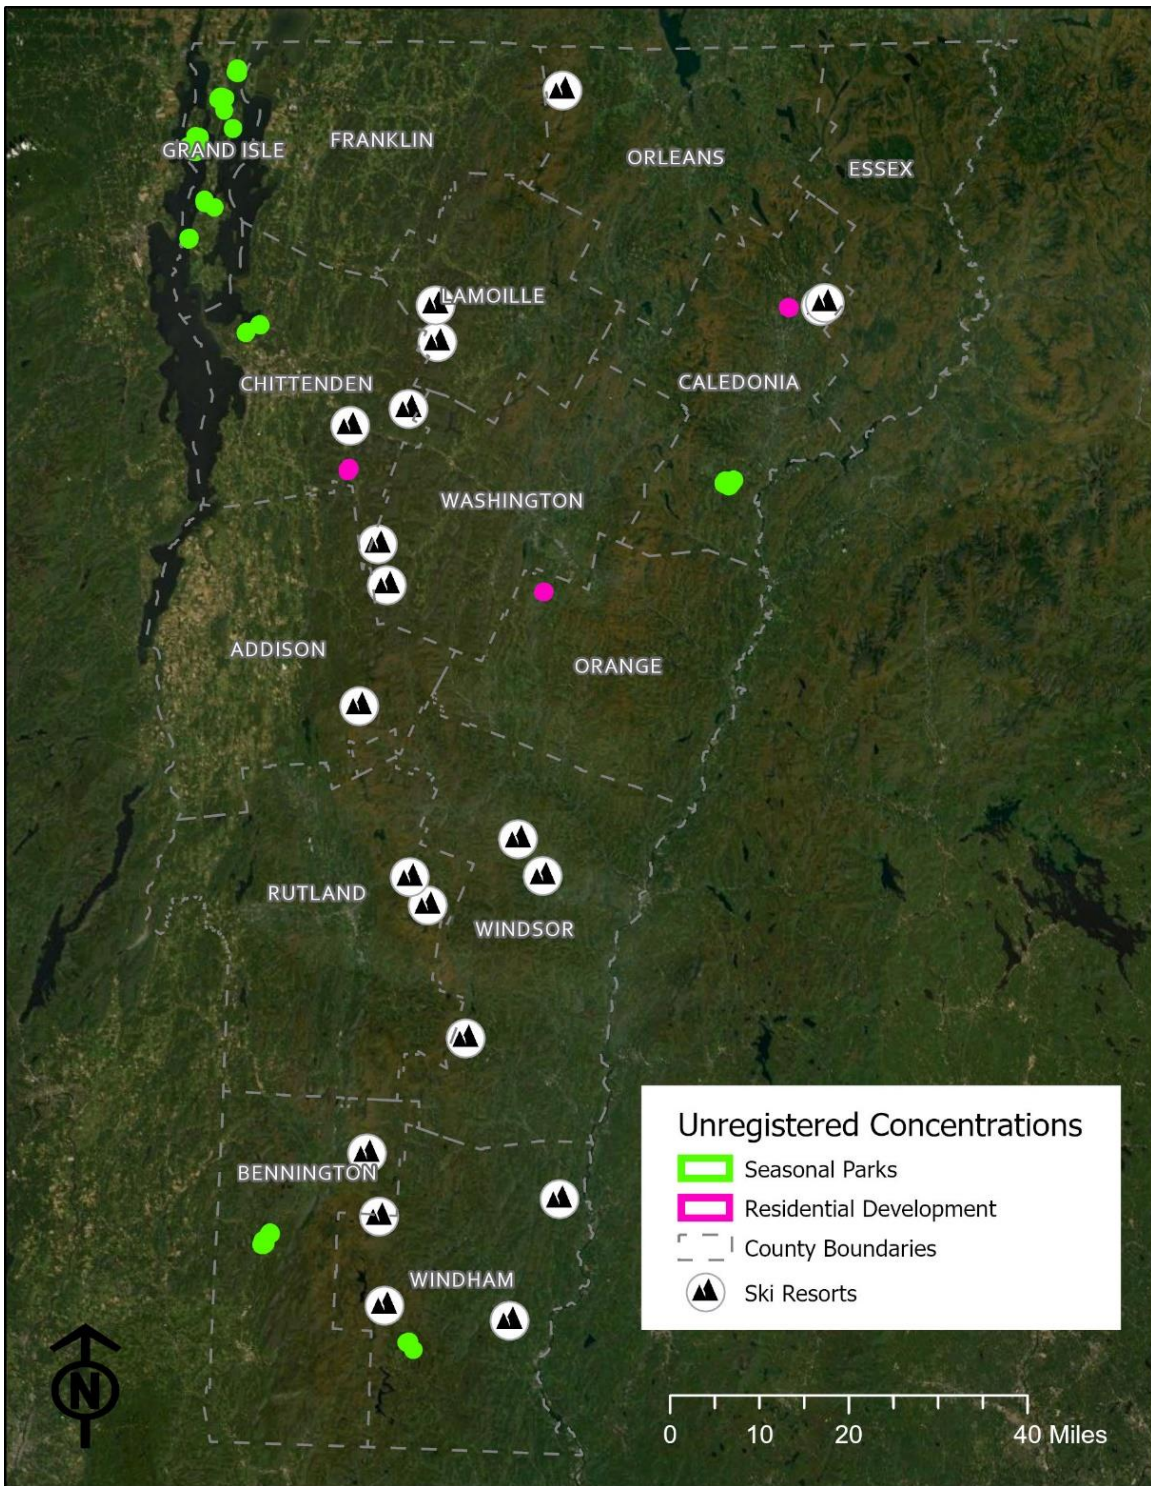 FRANKLIN
GRAND ISLE
ORLEANS
ESSEX
LAMOILLE
CHITTENDEN
CALEDONIA
WASHINGTON
ADDISON
ORANGE
RUTLAND
WINDSOR
BENNINGTON
WINDHAM
Unregistered Concentrations
Seasonal Parks
Residential Development
County Boundaries
Ski Resorts
N
0 10 20 40 Miles